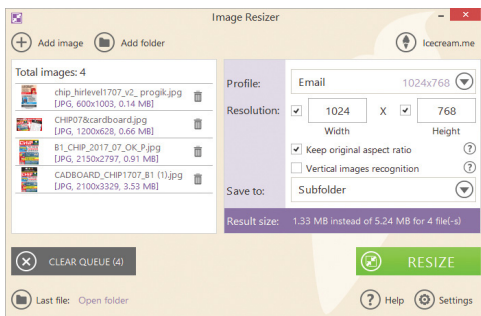 Image Resizer
Add image Add folder Icecream.me
Total images: 4
chip_hirlevel1707_v2_ progik.jpg
[JPG, 600x1003, 0.14 MB]
CHIP07&cardboard.jpg
[JPG, 1200x628, 0.66 MB]
B1_CHIP_2017_07_OK_P.jpg
[JPG, 2150x2797, 0.91 MB]
CADBOARD_CHIP1707_B1 (1).jpg
[JPG, 2100x3329, 3.53 MB]
Profile: Email 1024x768
Resolution: 1024 X 768
Width Height
Keep original aspect ratio ?
Vertical images recognition ?
Save to: Subfolder
Result size: 1.33 MB instead of 5.24 MB for 4 file(-s)
CLEAR QUEUE (4) RESIZE
Last file: Open folder ? Help Settings